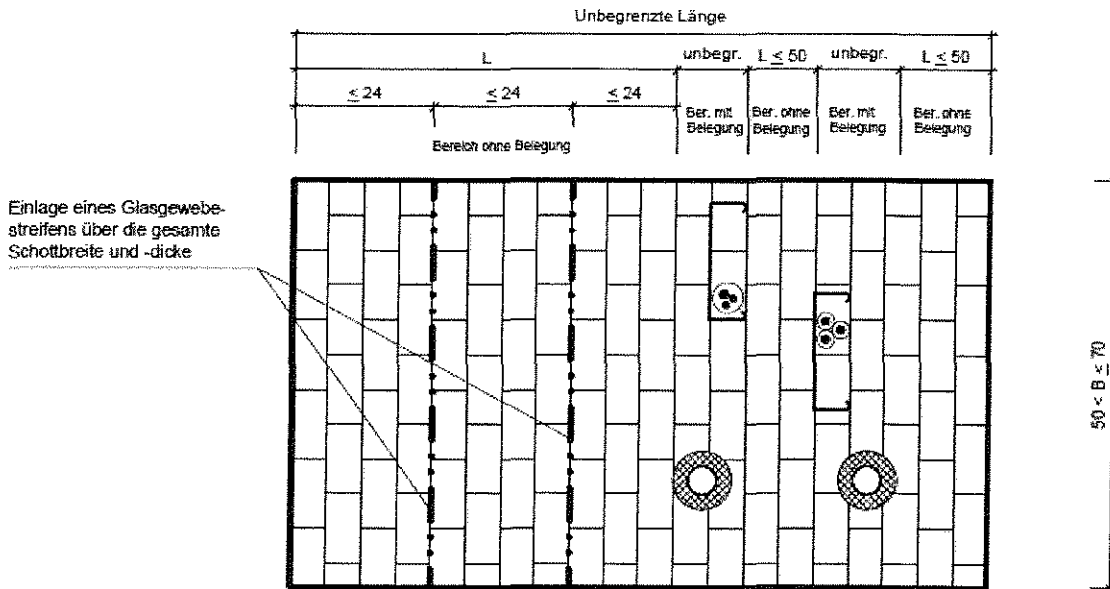 Unbegrenzte Länge
L
unbegr.
L ≤ 50
unbegr.
L ≤ 50
≤ 24
≤ 24
≤ 24
Ber. mit
Belegung
Ber. ohne
Belegung
Ber. mit
Belegung
Ber. ohne
Belegung
Bereich ohne Belegung
Einlage eines Glasgewebe-
streifens über die gesamte
Schottbreite und -dicke
50 < B ≤ 70